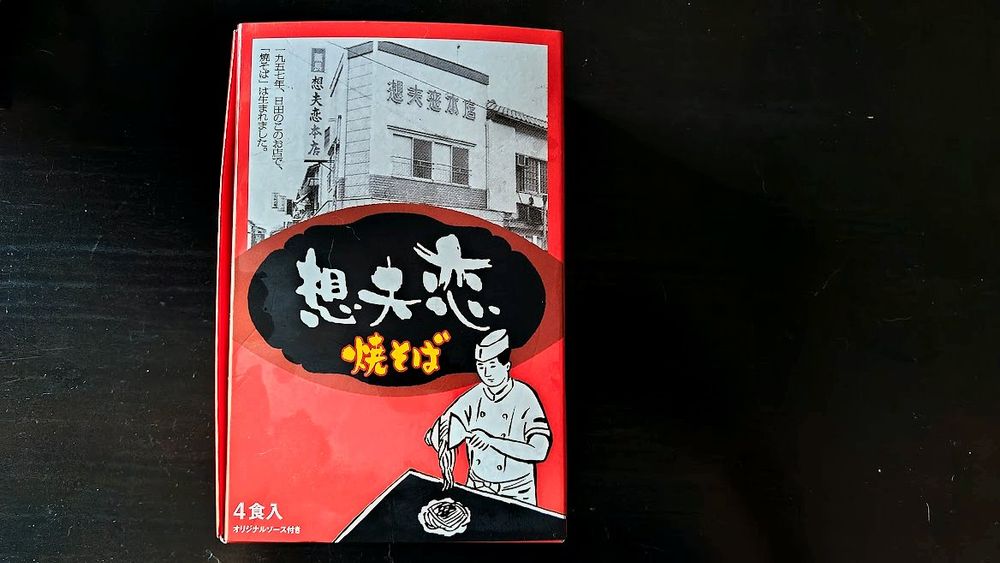 一九五七年、日田のこのお店で、
「焼そば」は生まれました。
想夫恋本店
想夫恋本店
想夫恋
焼そば
4食入
オリジナルソース付き